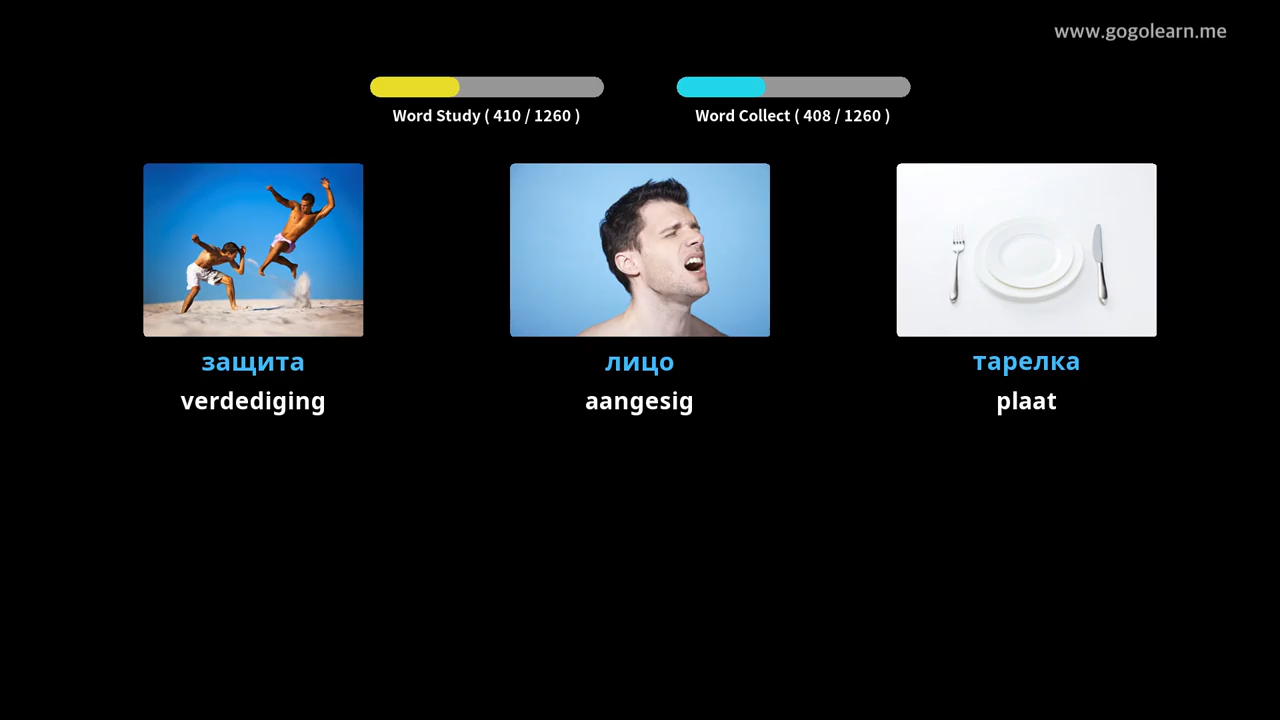 www.gogolearn.me
Word Study ( 410 / 1260 )
Word Collect ( 408 / 1260 )
защита
verdediging
лицо
aangesig
тарелка
plaat